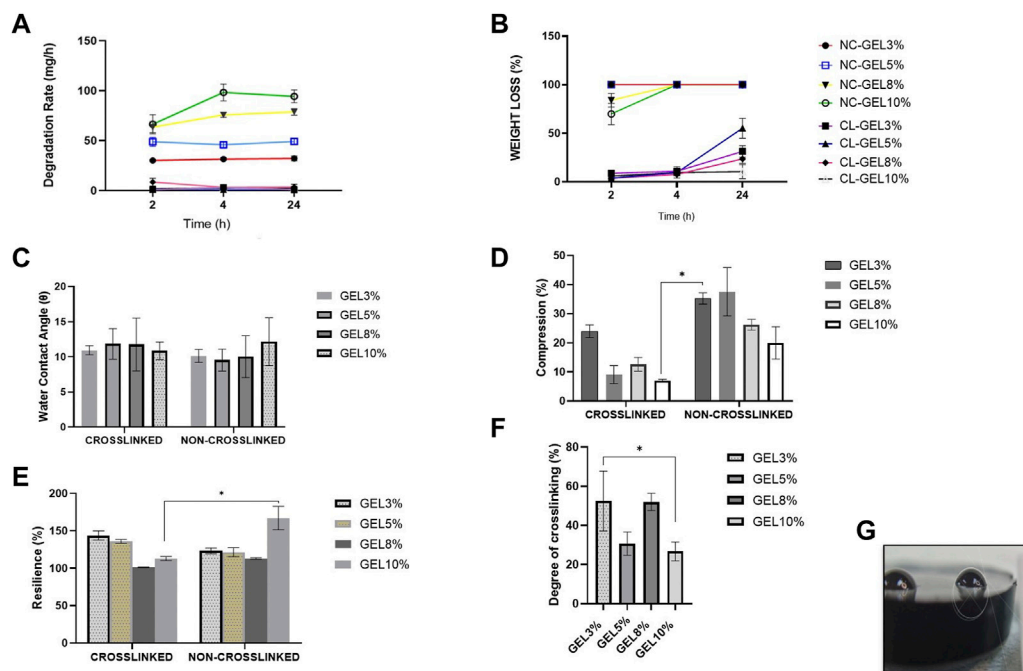 A
Degradation Rate (mg/h)
150
100
50
0
2 4 24
Time (h)
B
WEIGHT LOSS (%)
150
100
50
0
2 4 24
Time (h)
NC-GEL3%
NC-GEL5%
NC-GEL8%
NC-GEL10%
CL-GEL3%
CL-GEL5%
CL-GEL8%
CL-GEL10%
C
Water Contact Angle (θ)
20
15
10
5
0
CROSSLINKED NON-CROSSLINKED
GEL3%
GEL5%
GEL8%
GEL10%
D
Compression (%)
50
40
30
20
10
0
*
CROSSLINKED NON-CROSSLINKED
GEL3%
GEL5%
GEL8%
GEL10%
E
Resilience (%)
200
150
100
50
0
*
CROSSLINKED NON-CROSSLINKED
GEL3%
GEL5%
GEL8%
GEL10%
F
Degree of crosslinking (%)
80
60
40
20
0
*
GEL3% GEL5% GEL8% GEL10%
GEL3%
GEL5%
GEL8%
GEL10%
G